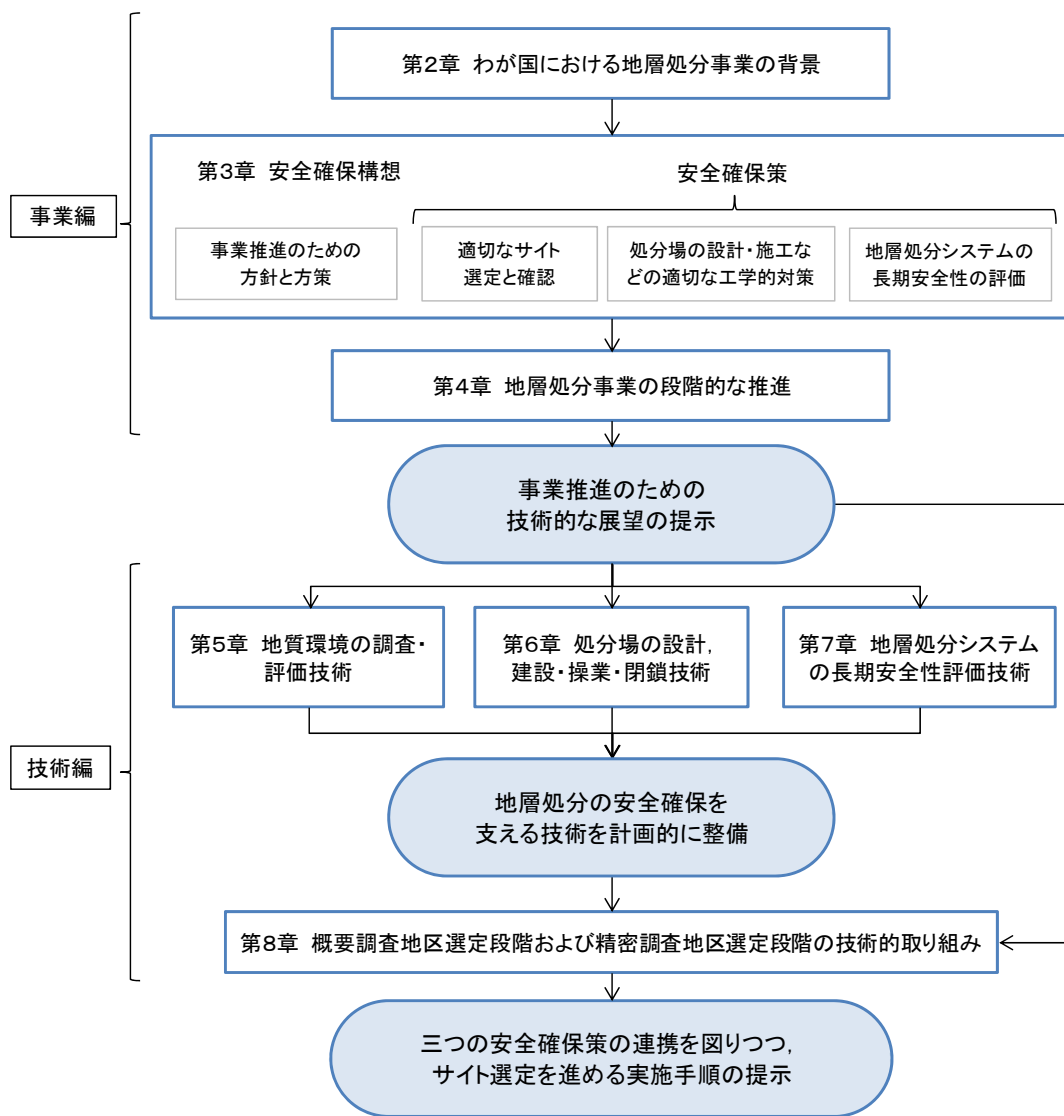 第2章 わが国における地層処分事業の背景
事業編
第3章 安全確保構想
安全確保策
事業推進のための
方針と方策
適切なサイト
選定と確認
処分場の設計・施工な
どの適切な工学的対策
地層処分システムの
長期安全性の評価
第4章 地層処分事業の段階的な推進
事業推進のための
技術的な展望の提示
技術編
第5章 地質環境の調査・
評価技術
第6章 処分場の設計,
建設・操業・閉鎖技術
第7章 地層処分システム
の長期安全性評価技術
地層処分の安全確保を
支える技術を計画的に整備
第8章 概要調査地区選定段階および精密調査地区選定段階の技術的取り組み
三つの安全確保策の連携を図りつつ,
サイト選定を進める実施手順の提示